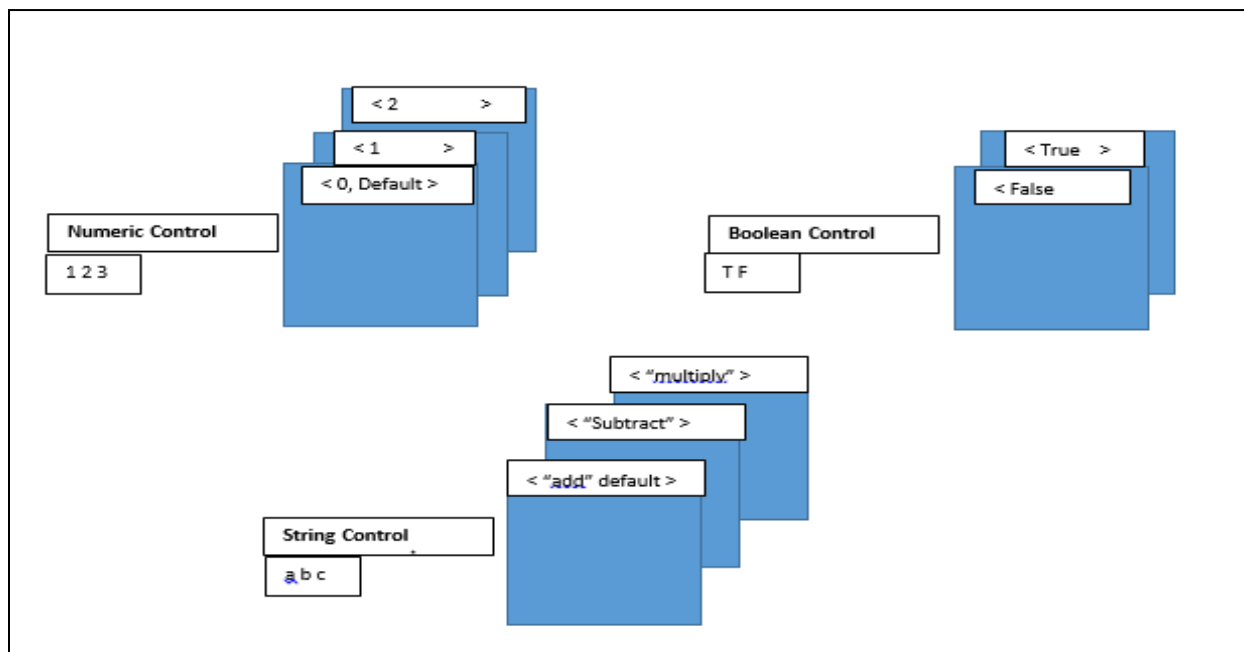 < 2 >
< 1 >
< 0, Default >
Numeric Control
1 2 3
< True >
< False
Boolean Control
T F
< “multiply” >
< “Subtract” >
< “add” default >
String Control
a b c